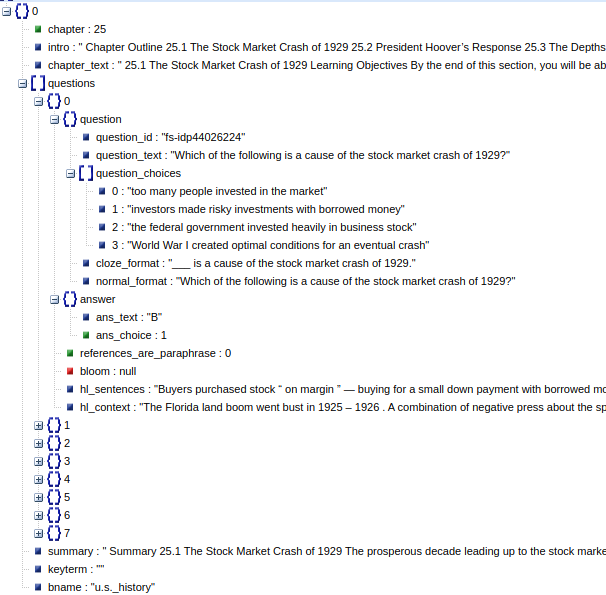 0
chapter : 25
intro : " Chapter Outline 25.1 The Stock Market Crash of 1929 25.2 President Hoover's Response 25.3 The Depths
chapter_text : " 25.1 The Stock Market Crash of 1929 Learning Objectives By the end of this section, you will be ab
questions
0
question
question_id : "fs-idp44026224"
question_text : "Which of the following is a cause of the stock market crash of 1929?"
question_choices
0 : "too many people invested in the market"
1 : "investors made risky investments with borrowed money"
2 : "the federal government invested heavily in business stock"
3 : "World War I created optimal conditions for an eventual crash"
cloze_format : "___ is a cause of the stock market crash of 1929."
normal_format : "Which of the following is a cause of the stock market crash of 1929?"
answer
ans_text : "B"
ans_choice : 1
references_are_paraphrase : 0
bloom : null
hl_sentences : "Buyers purchased stock “ on margin ” — buying for a small down payment with borrowed mo
hl_context : "The Florida land boom went bust in 1925 – 1926 . A combination of negative press about the sp
1
2
3
4
5
6
7
summary : " Summary 25.1 The Stock Market Crash of 1929 The prosperous decade leading up to the stock marke
keyterm : ""
bname : "u.s._history"